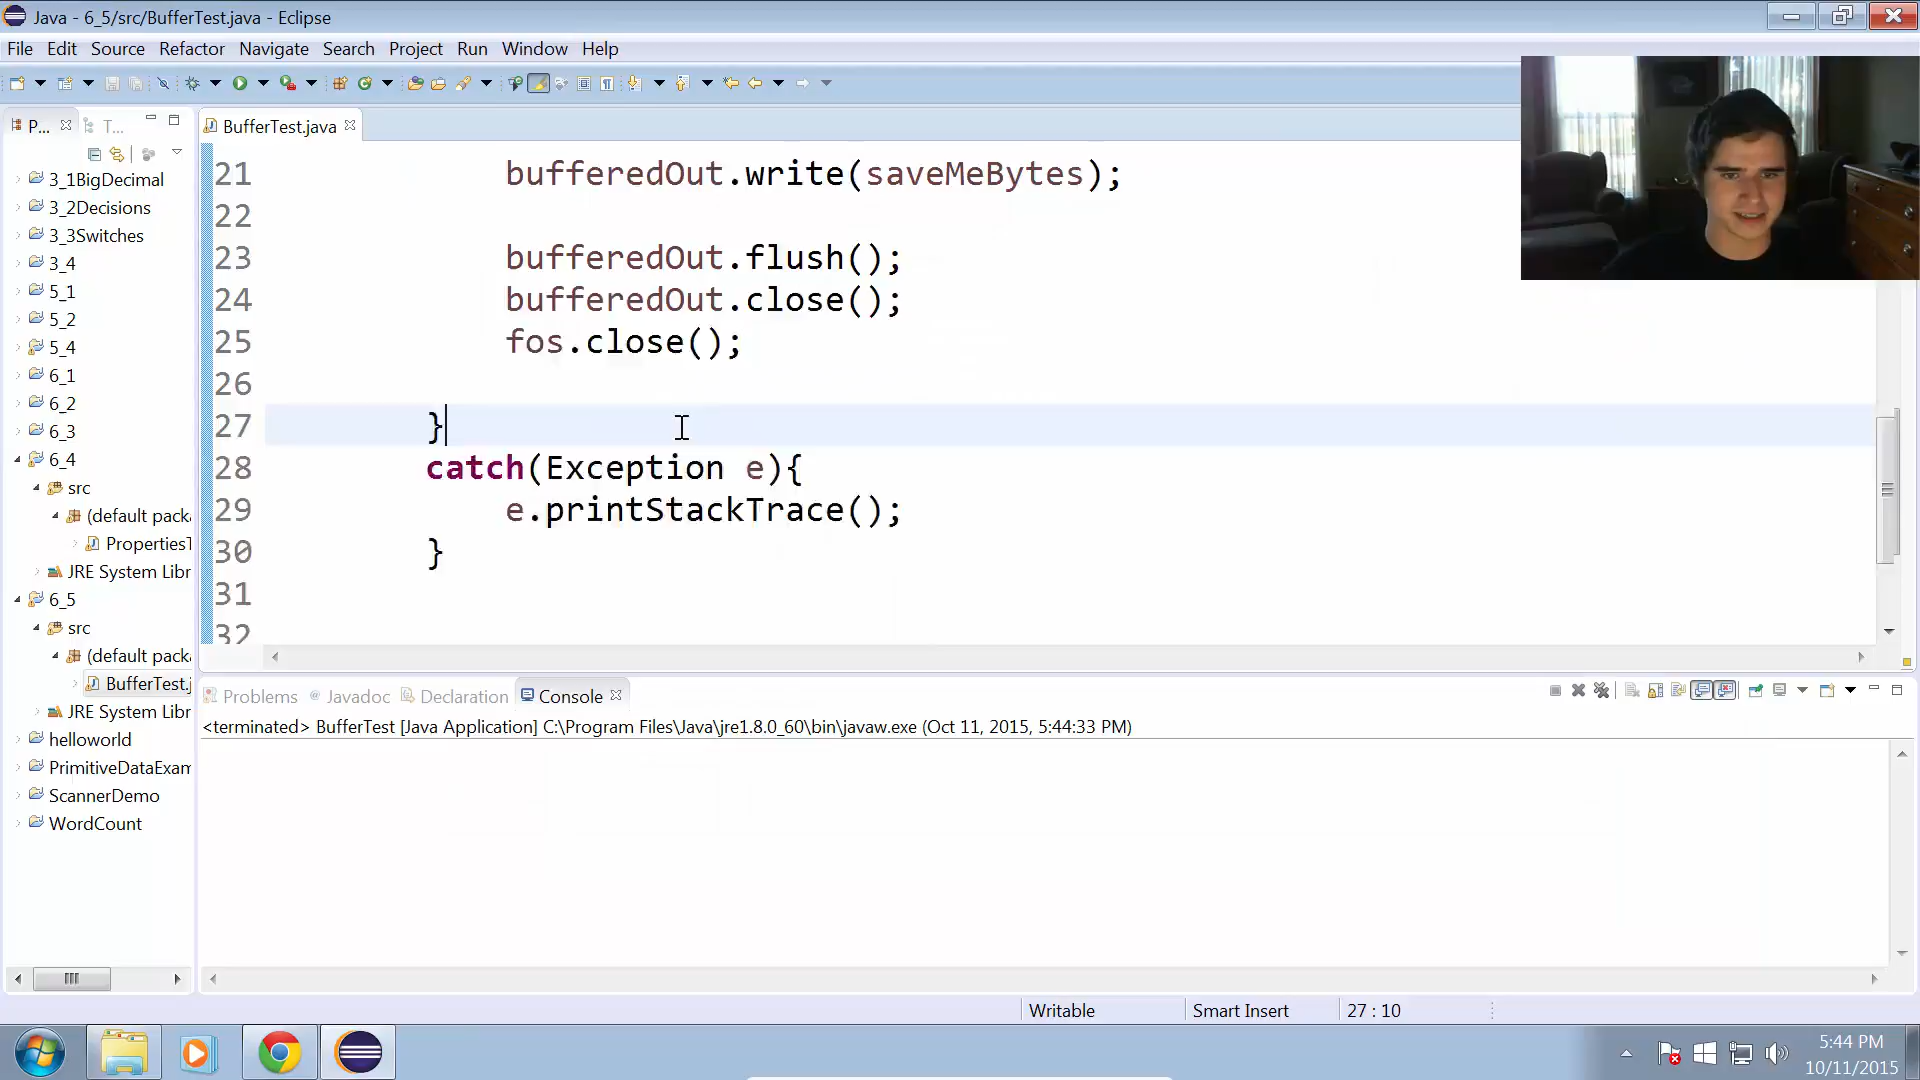 Java - 6_5/src/BufferTest.java - Eclipse
File Edit Source Refactor Navigate Search Project Run Window Help
P... T...
BufferTest.java
3_1BigDecimal
3_2Decisions
3_3Switches
3_4
5_1
5_2
5_4
6_1
6_2
6_3
6_4
src
(default packa
PropertiesT
JRE System Libr
6_5
src
(default packa
BufferTest.j
JRE System Libr
helloworld
PrimitiveDataExam
ScannerDemo
WordCount
21 bufferedOut.write(saveMeBytes);
22
23 bufferedOut.flush();
24 bufferedOut.close();
25 fos.close();
26
27 }
28 catch(Exception e){
29 e.printStackTrace();
30 }
31
32
Problems @ Javadoc Declaration Console
<terminated> BufferTest [Java Application] C:\Program Files\Java\jre1.8.0_60\bin\javaw.exe (Oct 11, 2015, 5:44:33 PM)
Writable Smart Insert 27 : 10
5:44 PM
10/11/2015